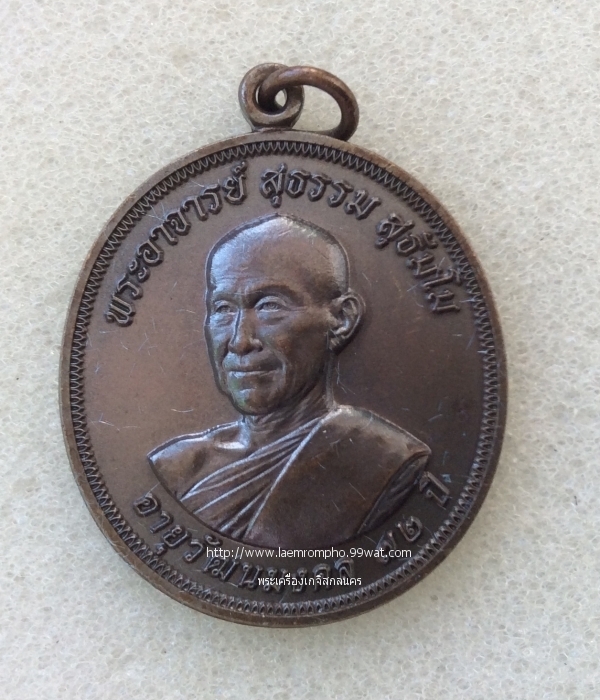 พระอาจารย์ สุธรรม สุธัมโม
อายุวัฒนมงคล ๗๒ ปี
http://www.laemrompho.99wat.com
พระเครื่องเกจิสกลนคร